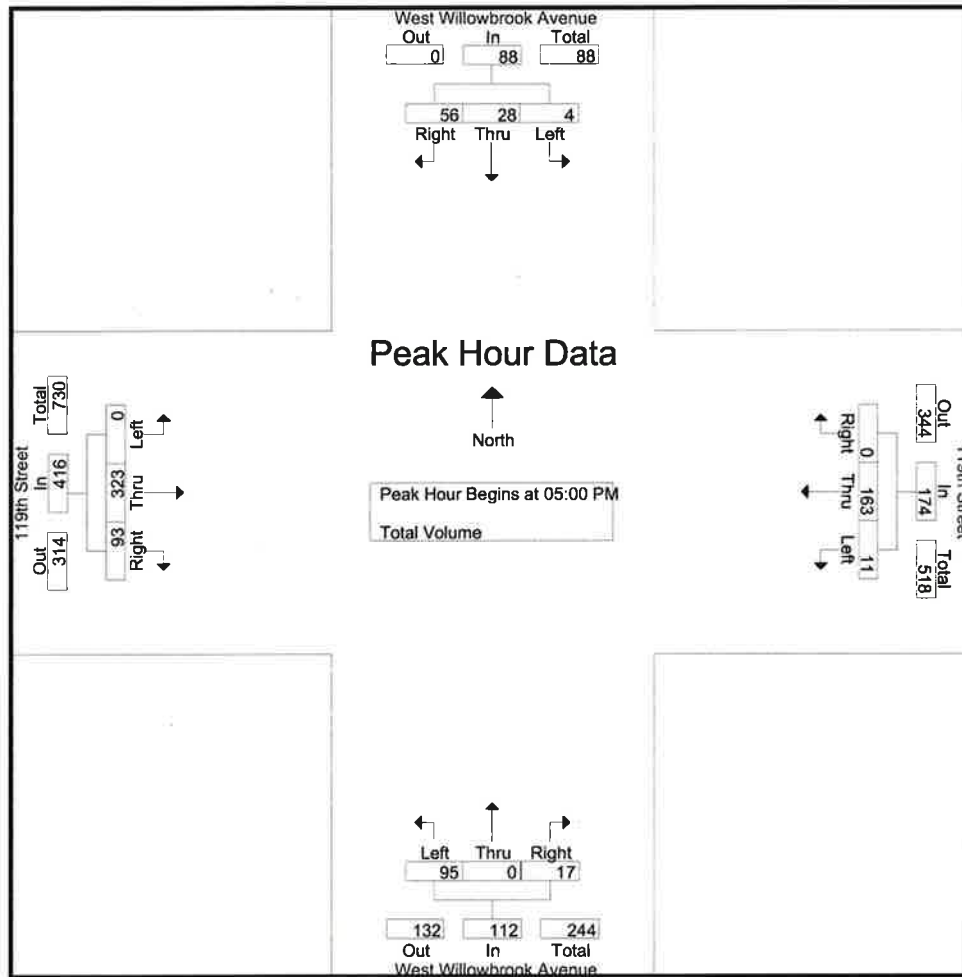 West Willowbrook Avenue
Out In Total
0 88 88
56 28 4
Right Thru Left
Peak Hour Data
North
Peak Hour Begins at 05:00 PM
Total Volume
119th Street
Out In Total
314 416 730
Right Thru Left
93 323 0
Out In Total
344 174 518
Right Thru Left
0 163 11
Left Thru Right
95 0 17
132 112 244
Out In Total
West Willowbrook Avenue